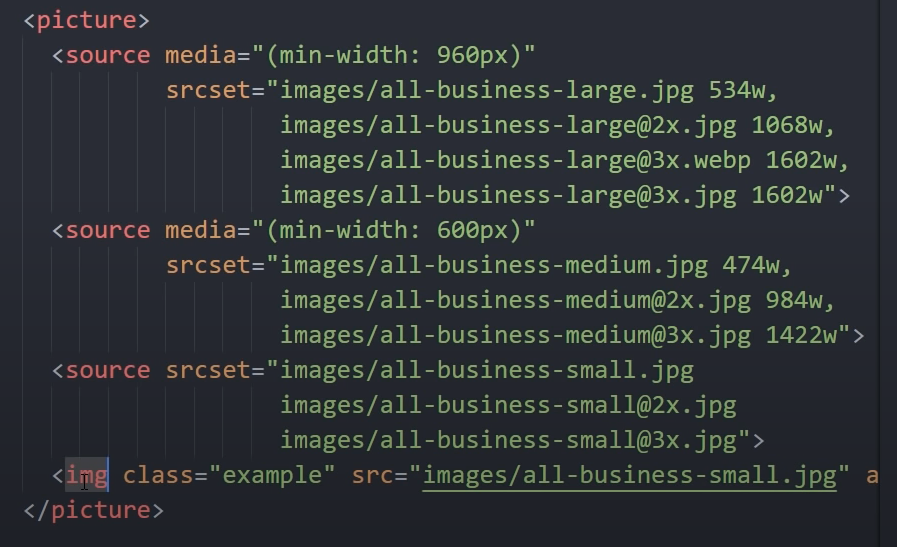 <picture>
<source media="(min-width: 960px)"
srcset="images/all-business-large.jpg 534w,
images/all-business-large@2x.jpg 1068w,
images/all-business-large@3x.webp 1602w,
images/all-business-large@3x.jpg 1602w">
<source media="(min-width: 600px)"
srcset="images/all-business-medium.jpg 474w,
images/all-business-medium@2x.jpg 984w,
images/all-business-medium@3x.jpg 1422w">
<source srcset="images/all-business-small.jpg
images/all-business-small@2x.jpg
images/all-business-small@3x.jpg">
<img class="example" src="images/all-business-small.jpg" a
</picture>